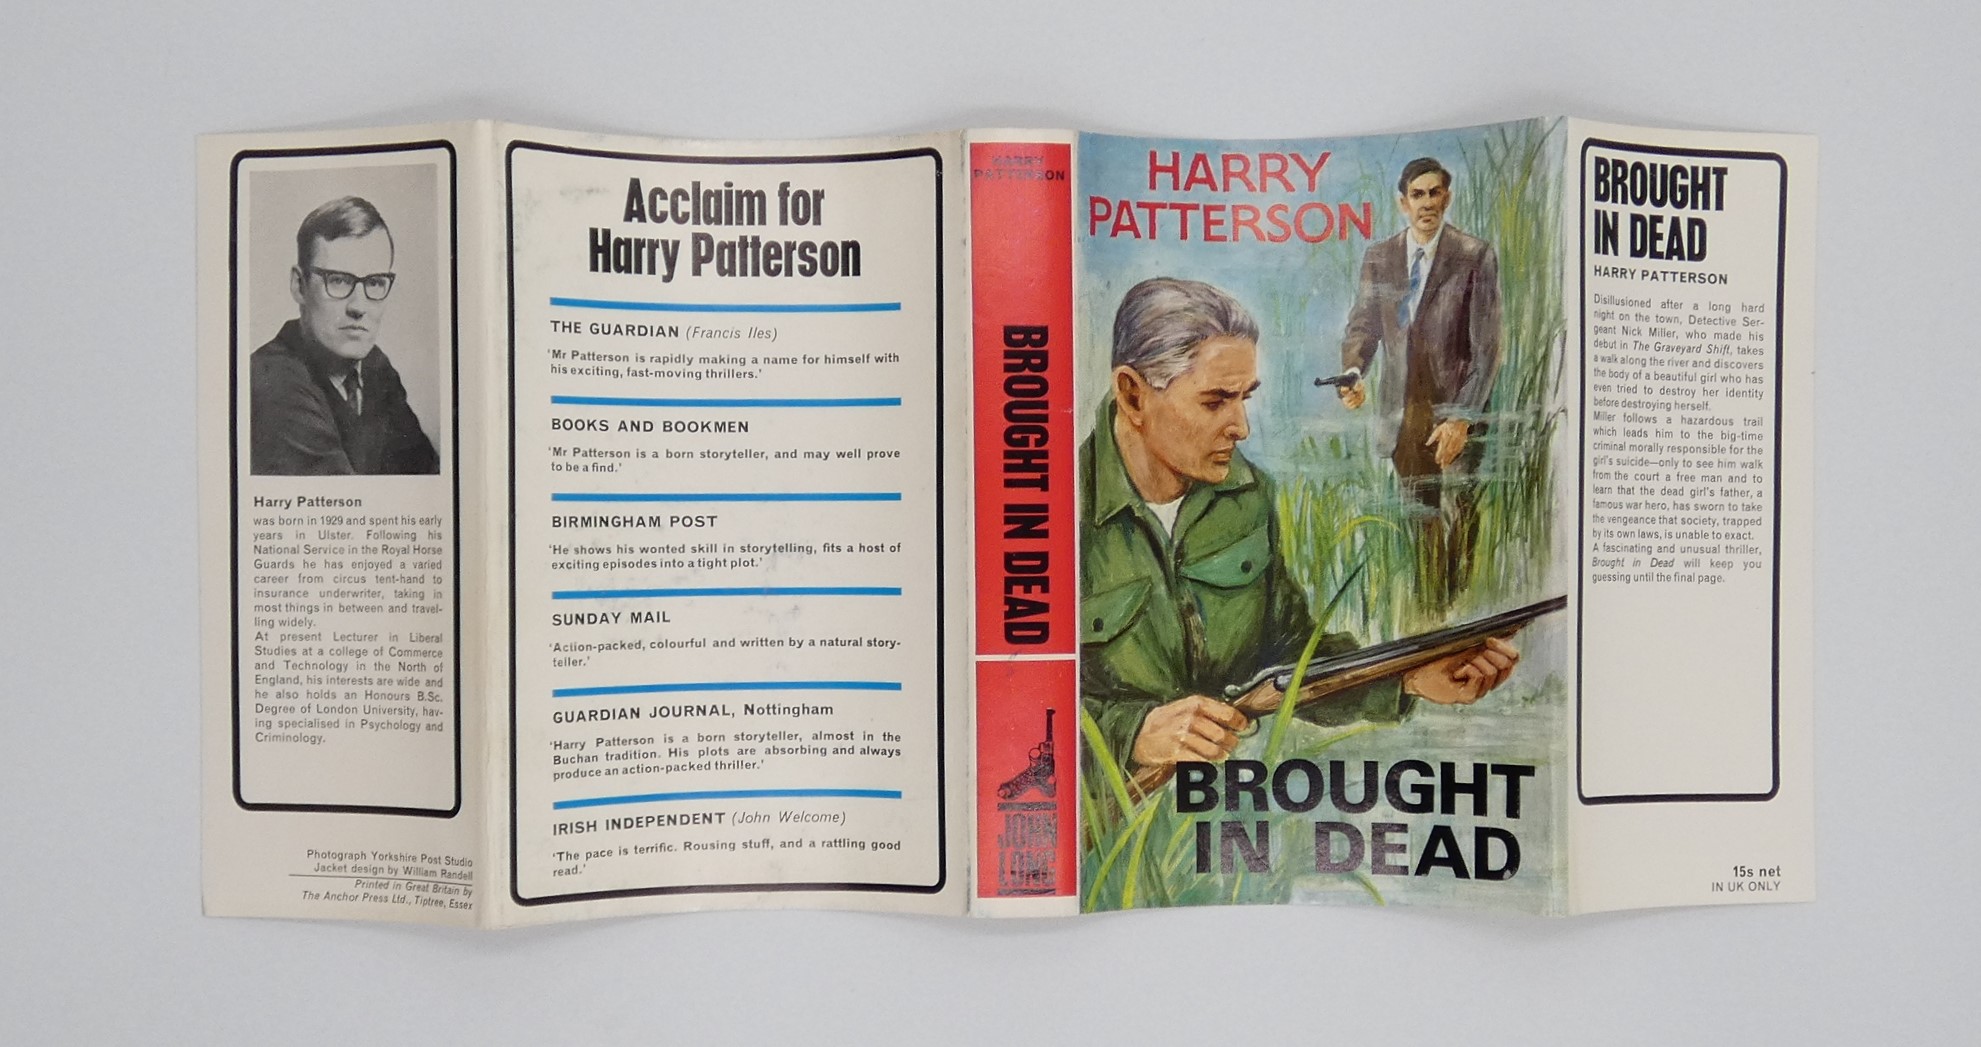 Harry Patterson
was born in 1929 and spent his early
years in Ulster. Following his
National Service in the Royal Horse
Guards he has enjoyed a varied
career from circus tent-hand to
insurance underwriter, taking in
most things in between and travel-
ling widely.
At present Lecturer in Liberal
Studies at a college of Commerce
and Technology in the North of
England, his interests are wide and
he also holds an Honours B.Sc.
Degree of London University, hav-
ing specialised in Psychology and
Criminology.
Photograph Yorkshire Post Studio
Jacket design by William Randell
Printed in Great Britain by
The Anchor Press Ltd., Tiptree, Essex
Acclaim for
Harry Patterson
THE GUARDIAN (Francis Iles)
'Mr Patterson is rapidly making a name for himself with
his exciting, fast-moving thrillers.'
BOOKS AND BOOKMEN
'Mr Patterson is a born storyteller, and may well prove
to be a find.'
BIRMINGHAM POST
'He shows his wonted skill in storytelling, fits a host of
exciting episodes into a tight plot.'
SUNDAY MAIL
'Action-packed, colourful and written by a natural story-
teller.'
GUARDIAN JOURNAL, Nottingham
'Harry Patterson is a born storyteller, almost in the
Buchan tradition. His plots are absorbing and always
produce an action-packed thriller.'
IRISH INDEPENDENT (John Welcome)
'The pace is terrific. Rousing stuff, and a rattling good
read.'
HARRY
PATTERSON
BROUGHT IN DEAD
JOHN
LONG
HARRY
PATTERSON
BROUGHT
IN DEAD
BROUGHT
IN DEAD
HARRY PATTERSON
Disillusioned after a long hard
night on the town, Detective Ser-
geant Nick Miller, who made his
debut in The Graveyard Shift, takes
a walk along the river and discovers
the body of a beautiful girl who has
even tried to destroy her identity
before destroying herself.
Miller follows a hazardous trail
which leads him to the big-time
criminal morally responsible for the
girl's suicide—only to see him walk
from the court a free man and to
learn that the dead girl's father, a
famous war hero, has sworn to take
the vengeance that society, trapped
by its own laws, is unable to exact.
A fascinating and unusual thriller,
Brought in Dead will keep you
guessing until the final page.
15s net
IN UK ONLY